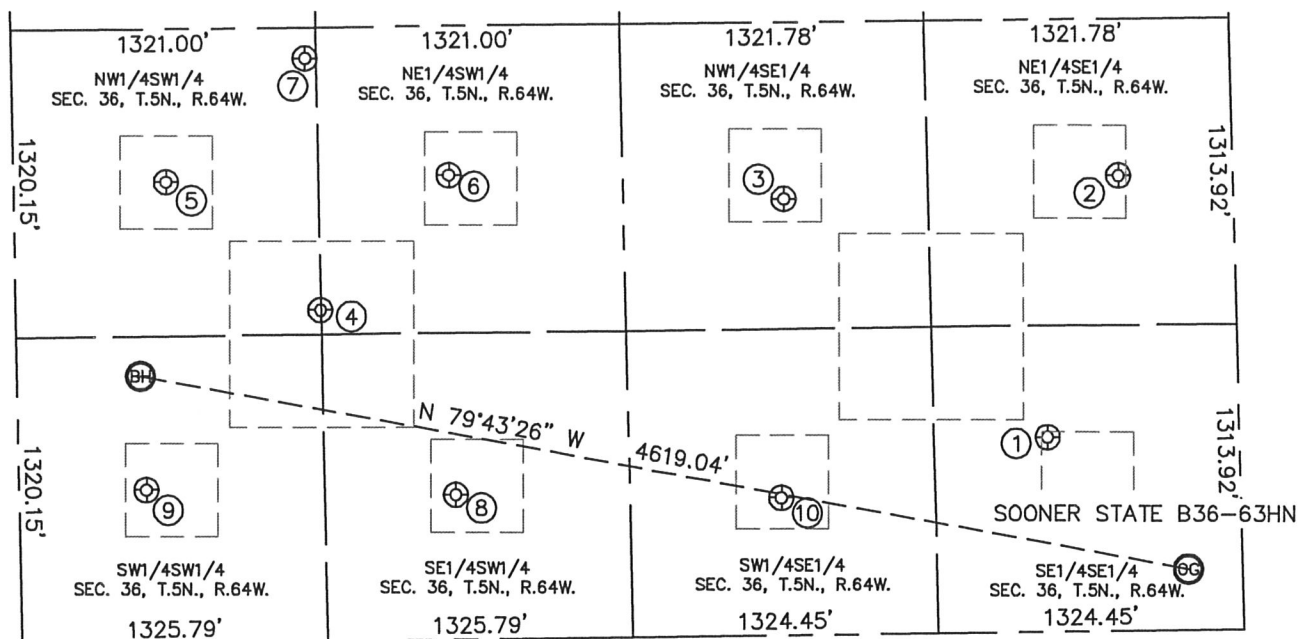 1321.00'
1321.00'
1321.78'
1321.78'
NW1/4SW1/4
SEC. 36, T.5N., R.64W.
7
NE1/4SW1/4
SEC. 36, T.5N., R.64W.
NW1/4SE1/4
SEC. 36, T.5N., R.64W.
NE1/4SE1/4
SEC. 36, T.5N., R.64W.
1320.15'
5
6
3
2
1313.92'
4
BH
N 79°43'26" W
4619.04'
1
1320.15'
9
8
10
1313.92'
SOONER STATE B36-63HN
OG
SW1/4SW1/4
SEC. 36, T.5N., R.64W.
SE1/4SW1/4
SEC. 36, T.5N., R.64W.
SW1/4SE1/4
SEC. 36, T.5N., R.64W.
SE1/4SE1/4
SEC. 36, T.5N., R.64W.
1325.79'
1325.79'
1324.45'
1324.45'